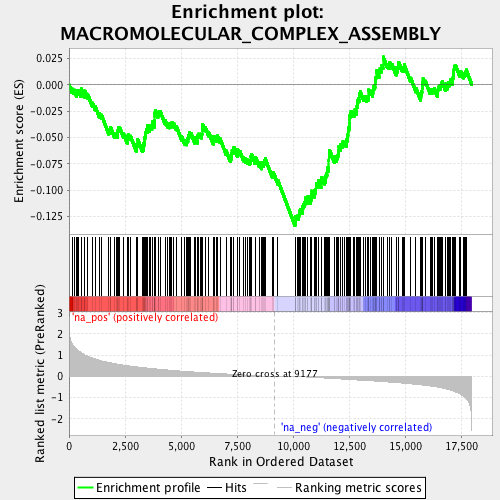 Enrichment plot:
MACROMOLECULAR_COMPLEX_ASSEMBLY
Enrichment score (ES)
0.025
0.000
-0.025
-0.050
-0.075
-0.100
-0.125
'na_pos' (positively correlated)
Ranked list metric (PreRanked)
3
2
1
0
-1
-2
Zero cross at 9177
'na_neg' (negatively correlated)
0
2,500
5,000
7,500
10,000
12,500
15,000
17,500
Rank in Ordered Dataset
Enrichment profile
Hits
Ranking metric scores